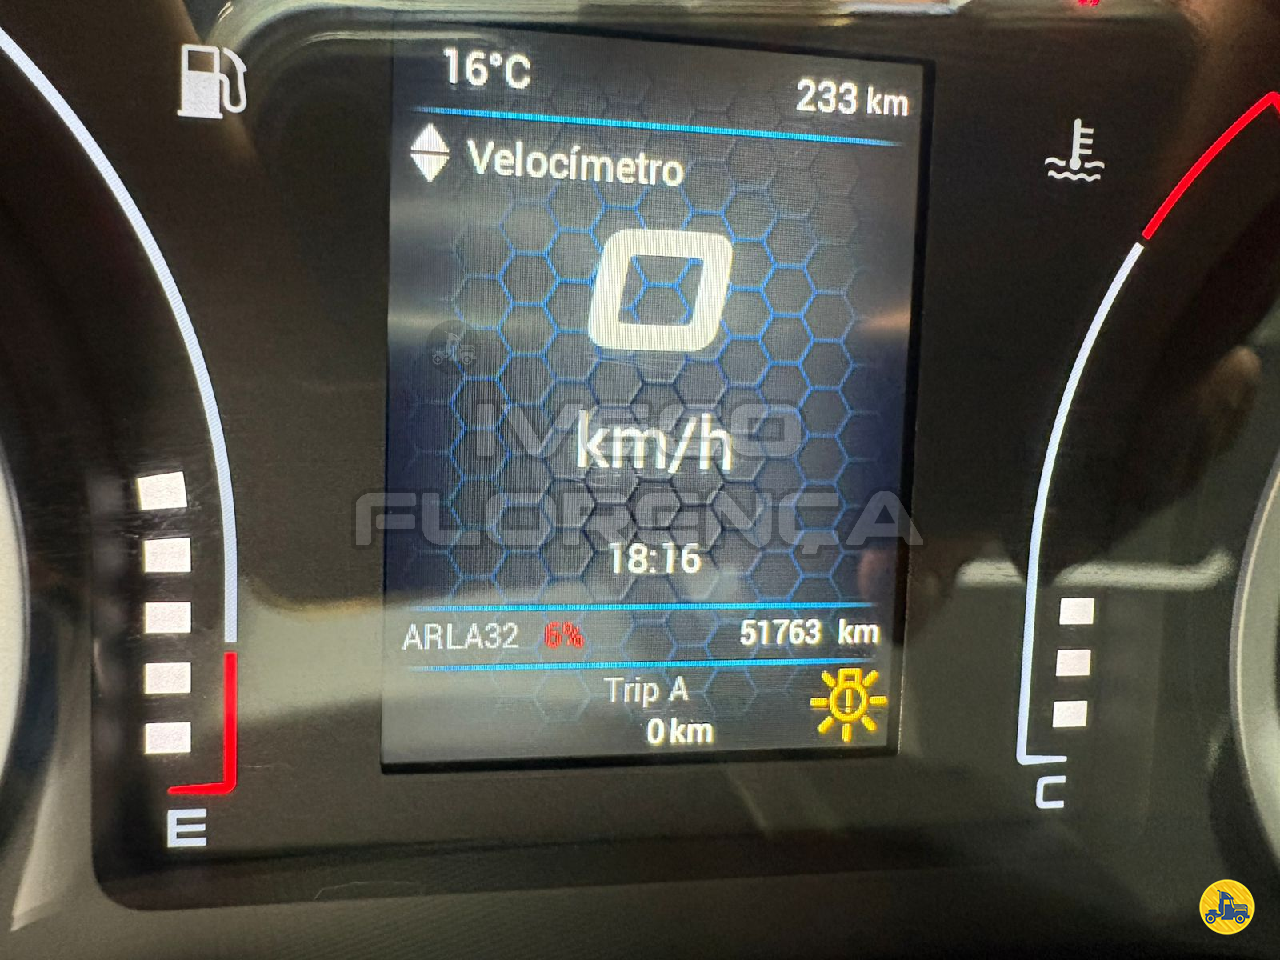 16°C
233 km
Velocímetro
0
km/h
IVECO
FLORENÇA
18:16
ARLA32 6% 51763 km
Trip A
0 km
E
C